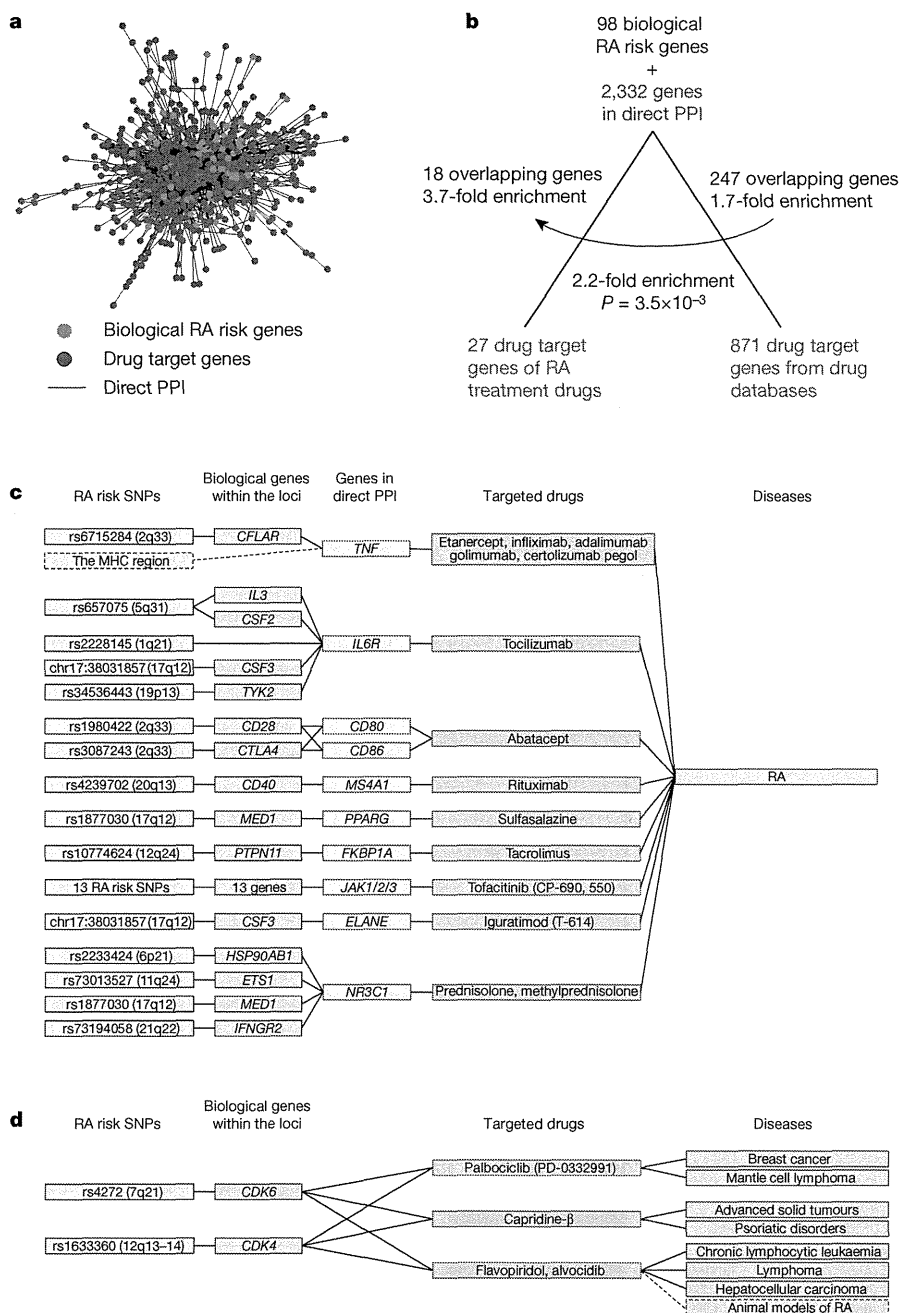 a
Biological RA risk genes
Drug target genes
Direct PPI
b
98 biological
RA risk genes
+
2,332 genes
in direct PPI
18 overlapping genes
3.7-fold enrichment
247 overlapping genes
1.7-fold enrichment
2.2-fold enrichment
P = 3.5×10⁻³
27 drug target
genes of RA
treatment drugs
871 drug target
genes from drug
databases
c
RA risk SNPs
Biological genes
within the loci
Genes in
direct PPI
Targeted drugs
Diseases
rs6715284 (2q33)
CFLAR
The MHC region
TNF
Etanercept, infliximab, adalimumab
golimumab, certolizumab pegol
rs657075 (5q31)
IL3
CSF2
rs2228145 (1q21)
IL6R
Tocilizumab
chr17:38031857 (17q12)
CSF3
rs34536443 (19p13)
TYK2
rs1980422 (2q33)
CD28
CD80
rs3087243 (2q33)
CTLA4
CD86
Abatacept
RA
rs4239702 (20q13)
CD40
MS4A1
Rituximab
rs1877030 (17q12)
MED1
PPARG
Sulfasalazine
rs10774624 (12q24)
PTPN11
FKBP1A
Tacrolimus
13 RA risk SNPs
13 genes
JAK1/2/3
Tofacitinib (CP-690, 550)
chr17:38031857 (17q12)
CSF3
ELANE
Iguratimod (T-614)
rs2233424 (6p21)
HSP90AB1
rs73013527 (11q24)
ETS1
NR3C1
Prednisolone, methylprednisolone
rs1877030 (17q12)
MED1
rs73194058 (21q22)
IFNGR2
d
RA risk SNPs
Biological genes
within the loci
Targeted drugs
Diseases
rs4272 (7q21)
CDK6
rs1633360 (12q13–14)
CDK4
Palbociclib (PD-0332991)
Breast cancer
Mantle cell lymphoma
Capridine-β
Advanced solid tumours
Psoriatic disorders
Flavopiridol, alvocidib
Chronic lymphocytic leukaemia
Lymphoma
Hepatocellular carcinoma
Animal models of RA